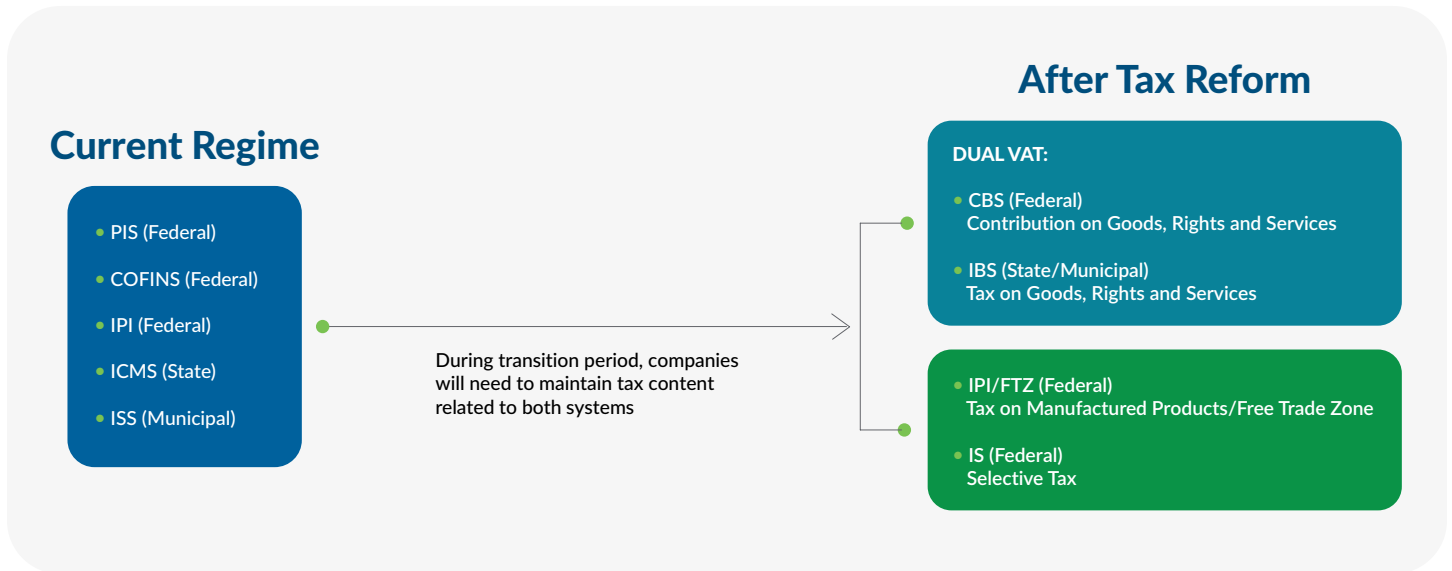 Current Regime
• PIS (Federal)
• COFINS (Federal)
• IPI (Federal)
• ICMS (State)
• ISS (Municipal)
During transition period, companies
will need to maintain tax content
related to both systems
After Tax Reform
DUAL VAT:
• CBS (Federal)
Contribution on Goods, Rights and Services
• IBS (State/Municipal)
Tax on Goods, Rights and Services
• IPI/FTZ (Federal)
Tax on Manufactured Products/Free Trade Zone
• IS (Federal)
Selective Tax